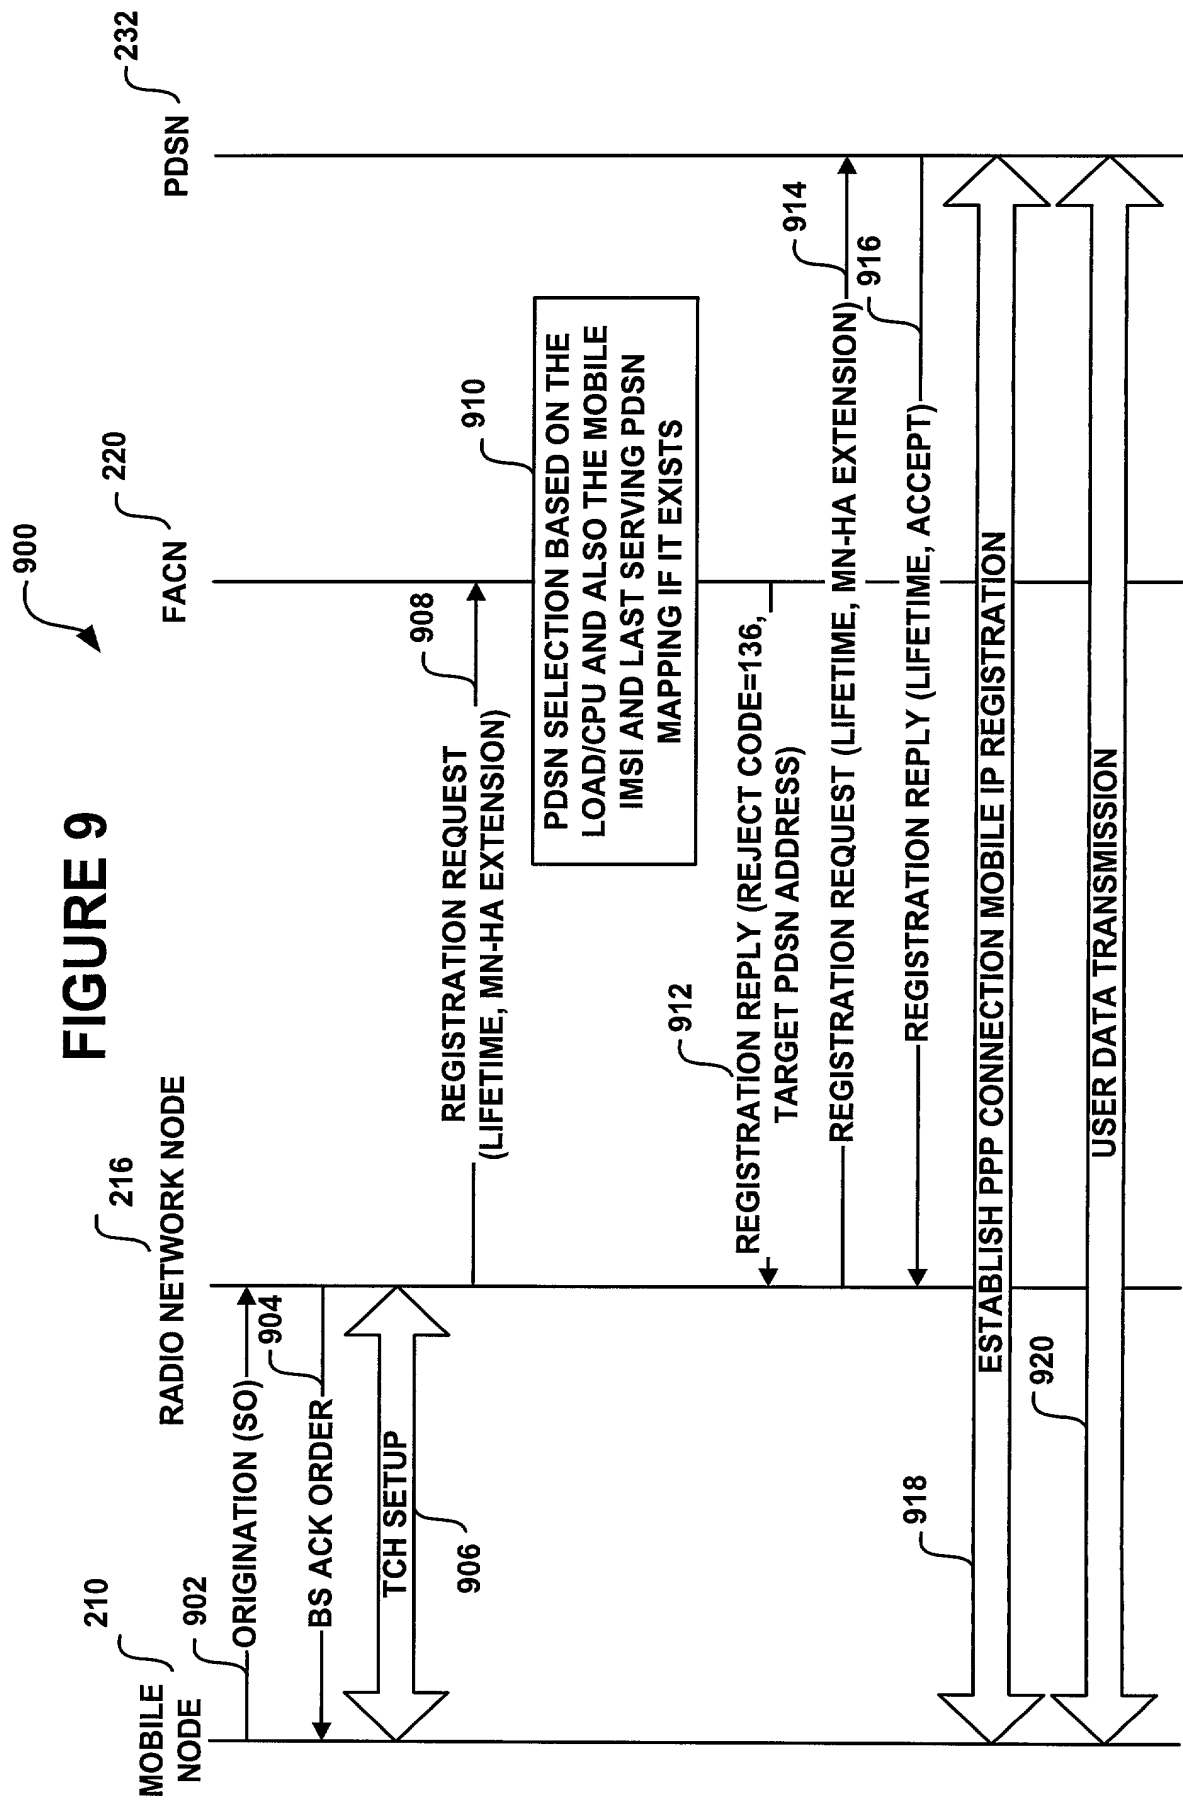 FIGURE 9
900
210
MOBILE
NODE
216
RADIO NETWORK NODE
220
FACN
232
PDSN
902
ORIGINATION (SO)
904
BS ACK ORDER
TCH SETUP
906
REGISTRATION REQUEST
(LIFETIME, MN-HA EXTENSION)
908
910
PDSN SELECTION BASED ON THE
LOAD/CPU AND ALSO THE MOBILE
IMSI AND LAST SERVING PDSN
MAPPING IF IT EXISTS
912
REGISTRATION REPLY (REJECT CODE=136,
TARGET PDSN ADDRESS)
914
REGISTRATION REQUEST (LIFETIME, MN-HA EXTENSION)
916
REGISTRATION REPLY (LIFETIME, ACCEPT)
918
ESTABLISH PPP CONNECTION MOBILE IP REGISTRATION
920
USER DATA TRANSMISSION